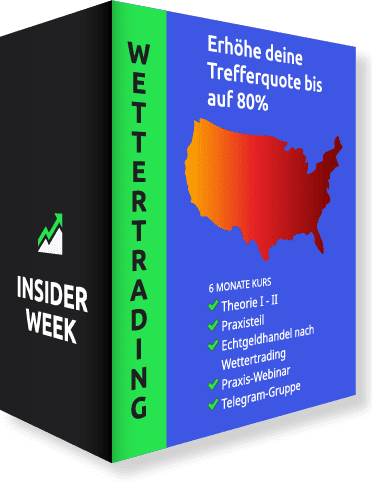 INSIDER
WEEK
WETTERTRADING
Erhöhe deine
Trefferquote bis
auf 80%
6 MONATE KURS
Theorie I - II
Praxisteil
Echtgeldhandel nach
Wettertrading
Praxis-Webinar
Telegram-Gruppe